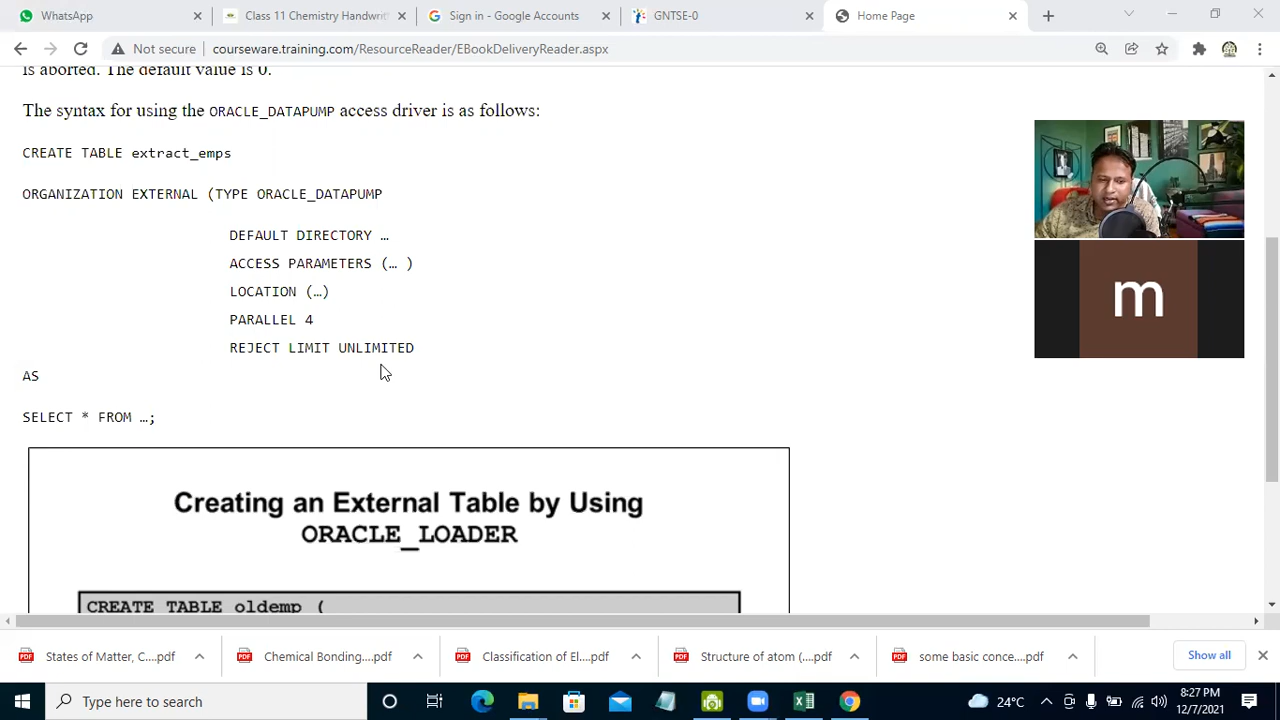 WhatsApp
Class 11 Chemistry Handwrit
Sign in - Google Accounts
GNTSE-0
Home Page
Not secure
courseware.training.com/ResourceReader/EBookDeliveryReader.aspx
is aborted. The default value is 0.
The syntax for using the ORACLE_DATAPUMP access driver is as follows:
CREATE TABLE extract_emps
ORGANIZATION EXTERNAL (TYPE ORACLE_DATAPUMP
DEFAULT DIRECTORY …
ACCESS PARAMETERS (… )
LOCATION (…)
PARALLEL 4
REJECT LIMIT UNLIMITED
AS
SELECT * FROM …;
m
Creating an External Table by Using
ORACLE_LOADER
CREATE TABLE oldemp (
States of Matter, C....pdf
Chemical Bonding....pdf
Classification of El....pdf
Structure of atom (....pdf
some basic conce....pdf
Show all
Type here to search
24°C
8:27 PM
12/7/2021